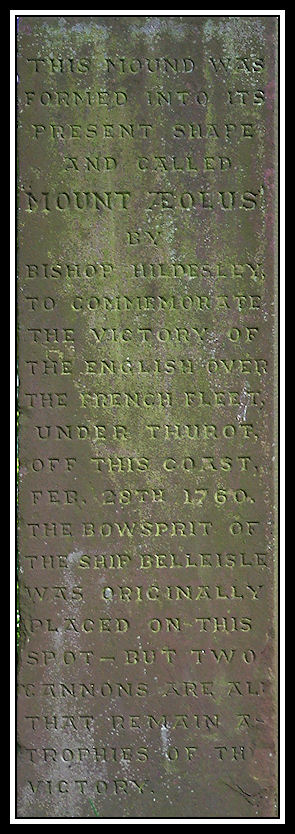 THIS MOUND WAS
FORMED INTO ITS
PRESENT SHAPE
AND CALLED
MOUNT ÆOLUS
BY
BISHOP HILDESLEY,
TO COMMEMORATE
THE VICTORY OF
THE ENGLISH OVER
THE FRENCH FLEET,
UNDER THUROT,
OFF THIS COAST,
FEB. 28TH 1760.
THE BOWSPRIT OF
THE SHIP BELLEISLE
WAS ORIGINALLY
PLACED ON THIS
SPOT — BUT TWO
CANNONS ARE ALL
THAT REMAIN AS
TROPHIES OF TH
VICTORY.